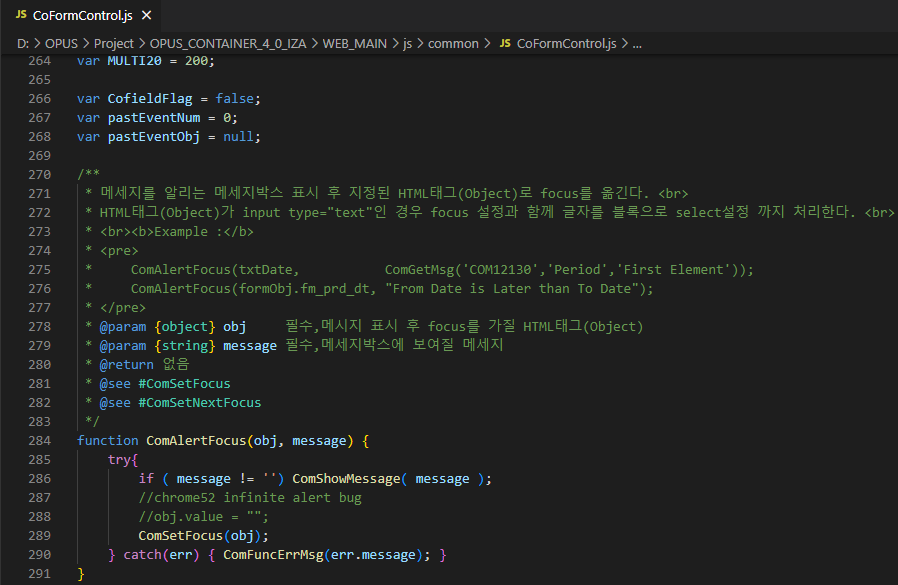 JS CoFormControl.js ✕
D: > OPUS > Project > OPUS_CONTAINER_4_0_IZA > WEB_MAIN > js > common > JS CoFormControl.js > ...
264 var MULTI20 = 200;
265
266 var CofieldFlag = false;
267 var pastEventNum = 0;
268 var pastEventObj = null;
269
270 /**
271  * 메세지를 알리는 메세지박스 표시 후 지정된 HTML태그(Object)로 focus를 옮긴다. <br>
272  * HTML태그(Object)가 input type="text"인 경우 focus 설정과 함께 글자를 블록으로 select설정 까지 처리한다. <br>
273  * <br><b>Example :</b>
274  * <pre>
275  *     ComAlertFocus(txtDate,           ComGetMsg('COM12130','Period','First Element'));
276  *     ComAlertFocus(formObj.fm_prd_dt, "From Date is Later than To Date");
277  * </pre>
278  * @param {object} obj     필수,메시지 표시 후 focus를 가질 HTML태그(Object)
279  * @param {string} message 필수,메세지박스에 보여질 메세지
280  * @return 없음
281  * @see #ComSetFocus
282  * @see #ComSetNextFocus
283  */
284 function ComAlertFocus(obj, message) {
285     try{
286         if ( message != '') ComShowMessage( message );
287         //chrome52 infinite alert bug
288         //obj.value = "";
289         ComSetFocus(obj);
290     } catch(err) { ComFuncErrMsg(err.message); }
291 }